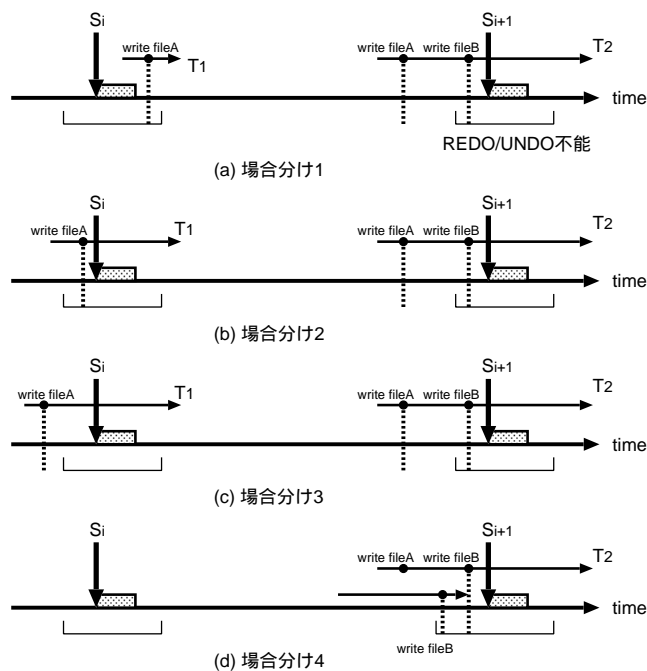 Si
Si+1
write fileA
T1
write fileA
write fileB
T2
time
REDO/UNDO不能
(a) 場合分け1
Si
Si+1
write fileA
T1
write fileA
write fileB
T2
time
(b) 場合分け2
Si
Si+1
write fileA
T1
write fileA
write fileB
T2
time
(c) 場合分け3
Si
Si+1
write fileA
write fileB
T2
time
write fileB
(d) 場合分け4